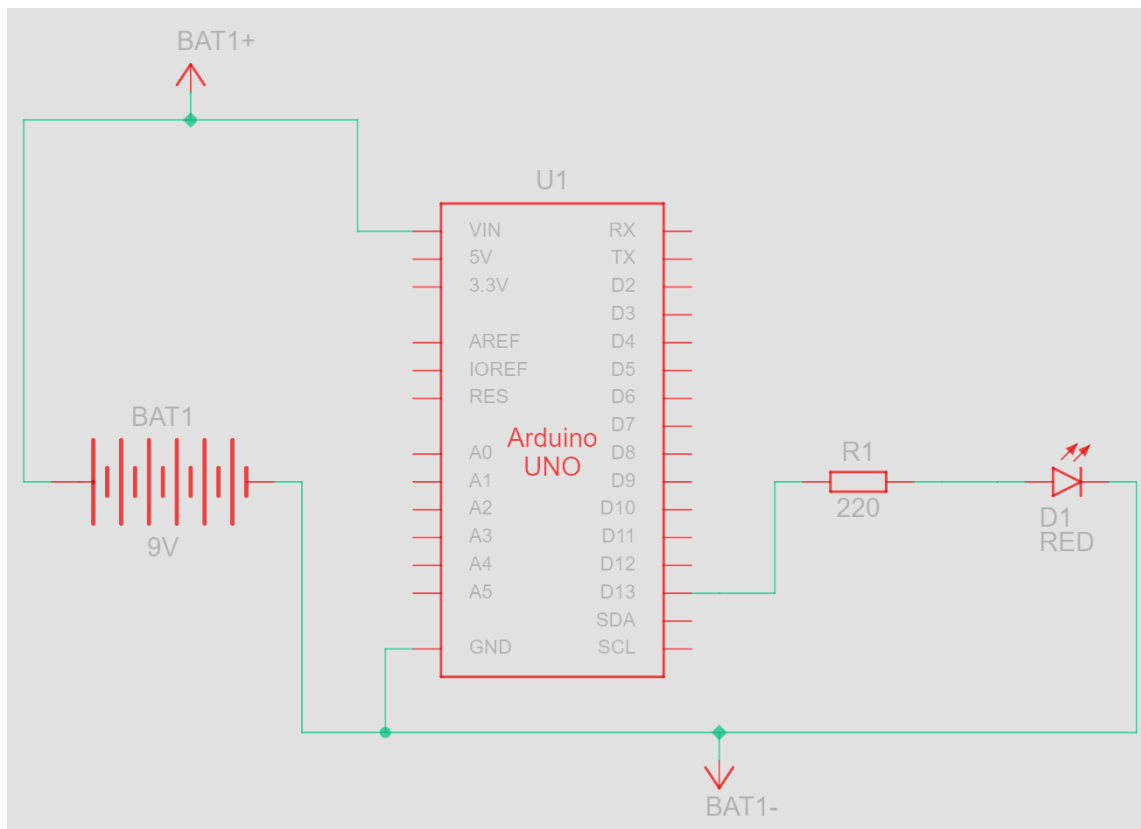 BAT1+
U1
VIN
5V
3.3V
AREF
IOREF
RES
A0
A1
A2
A3
A4
A5
GND
Arduino
UNO
RX
TX
D2
D3
D4
D5
D6
D7
D8
D9
D10
D11
D12
D13
SDA
SCL
BAT1
9V
R1
220
D1
RED
BAT1-